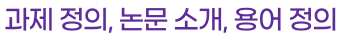 과제 정의, 논문 소개, 용어 정의